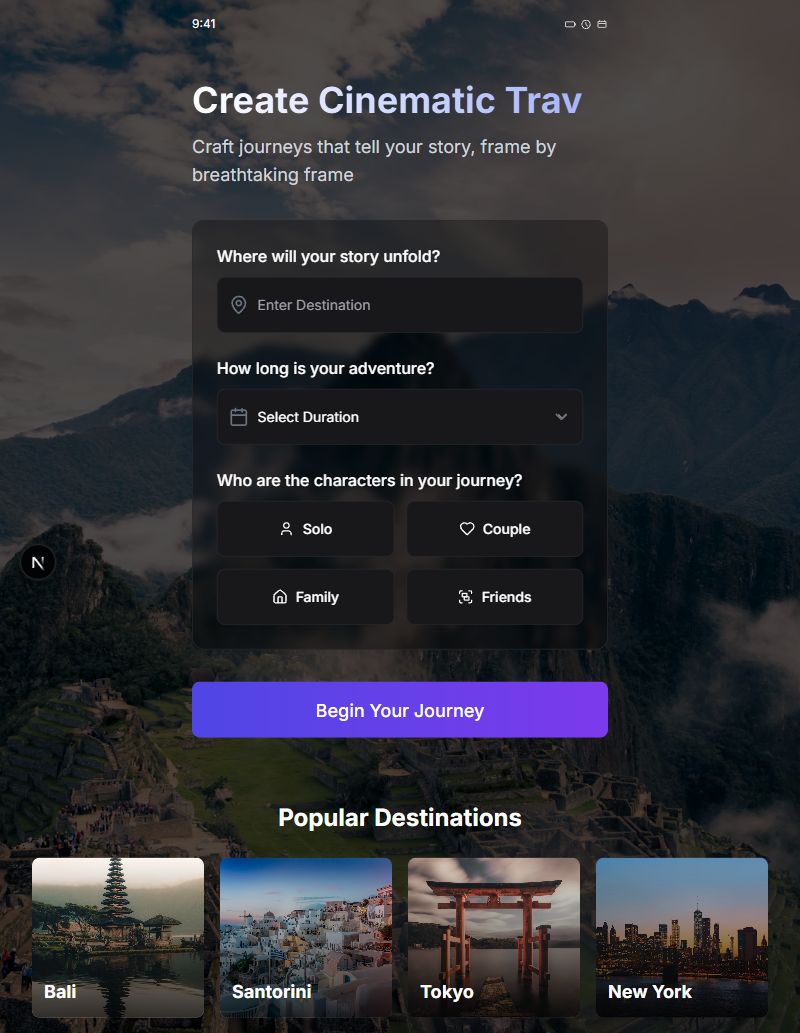 9:41
Create Cinematic Trav
Craft journeys that tell your story, frame by
breathtaking frame
Where will your story unfold?
Enter Destination
How long is your adventure?
Select Duration
Who are the characters in your journey?
Solo
Couple
Family
Friends
N
Begin Your Journey
Popular Destinations
Bali
Santorini
Tokyo
New York